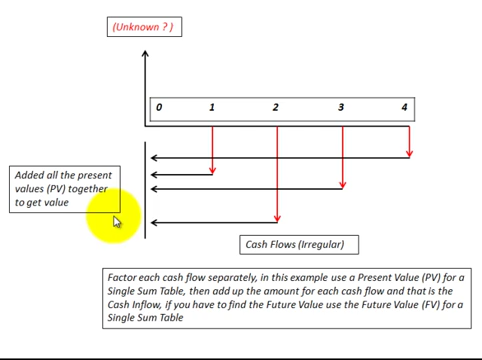 (Unknown ? )
0 1 2 3 4
Added all the present
values (PV) together
to get value
Cash Flows (Irregular)
Factor each cash flow separately, in this example use a Present Value (PV) for a
Single Sum Table, then add up the amount for each cash flow and that is the
Cash Inflow, if you have to find the Future Value use the Future Value (FV) for a
Single Sum Table